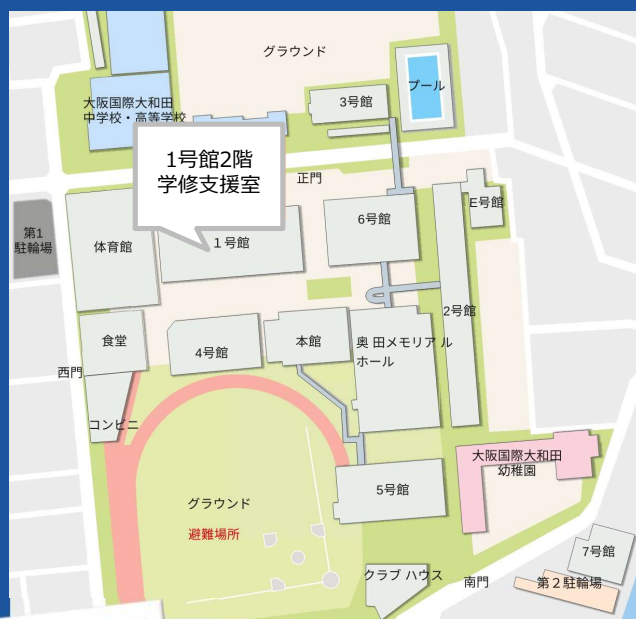 グラウンド
プール
3号館
大阪国際大和田
中学校・高等学校
1号館2階
学修支援室
正門
E号館
第1
駐輪場
体育館
1号館
6号館
2号館
食堂
4号館
本館
奥田メモリアル
ホール
西門
コンビニ
大阪国際大和田
幼稚園
5号館
グラウンド
避難場所
7号館
クラブハウス
南門
第2駐輪場